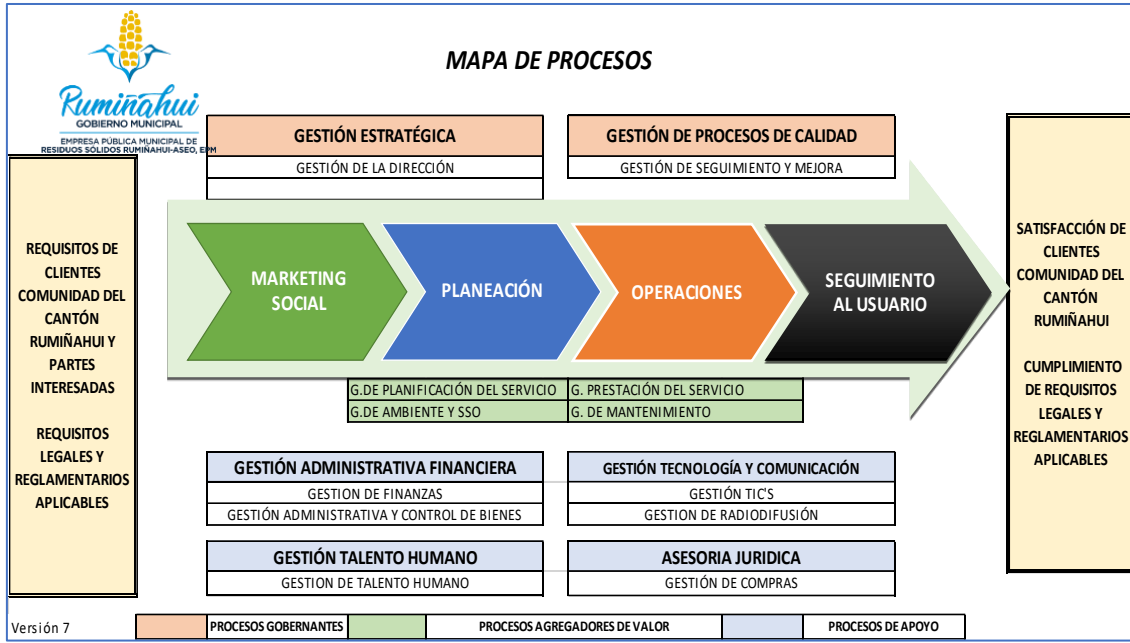 MAPA DE PROCESOS
Rumiñahui
GOBIERNO MUNICIPAL
EMPRESA PÚBLICA MUNICIPAL DE
RESIDUOS SÓLIDOS RUMIÑAHUI-ASEO, EPM
GESTIÓN ESTRATÉGICA
GESTIÓN DE LA DIRECCIÓN
GESTIÓN DE PROCESOS DE CALIDAD
GESTIÓN DE SEGUIMIENTO Y MEJORA
REQUISITOS DE
CLIENTES
COMUNIDAD DEL
CANTÓN
RUMIÑAHUI Y
PARTES
INTERESADAS
REQUISITOS
LEGALES Y
REGLAMENTARIOS
APLICABLES
MARKETING
SOCIAL
PLANEACIÓN
OPERACIONES
SEGUIMIENTO
AL USUARIO
SATISFACCIÓN DE
CLIENTES
COMUNIDAD DEL
CANTÓN
RUMIÑAHUI
CUMPLIMIENTO
DE REQUISITOS
LEGALES Y
REGLAMENTARIOS
APLICABLES
G.DE PLANIFICACIÓN DEL SERVICIO
G. PRESTACIÓN DEL SERVICIO
G.DE AMBIENTE Y SSO
G. DE MANTENIMIENTO
GESTIÓN ADMINISTRATIVA FINANCIERA
GESTION DE FINANZAS
GESTIÓN ADMINISTRATIVA Y CONTROL DE BIENES
GESTIÓN TECNOLOGÍA Y COMUNICACIÓN
GESTIÓN TIC'S
GESTION DE RADIODIFUSIÓN
GESTIÓN TALENTO HUMANO
GESTION DE TALENTO HUMANO
ASESORIA JURIDICA
GESTIÓN DE COMPRAS
Versión 7
PROCESOS GOBERNANTES
PROCESOS AGREGADORES DE VALOR
PROCESOS DE APOYO